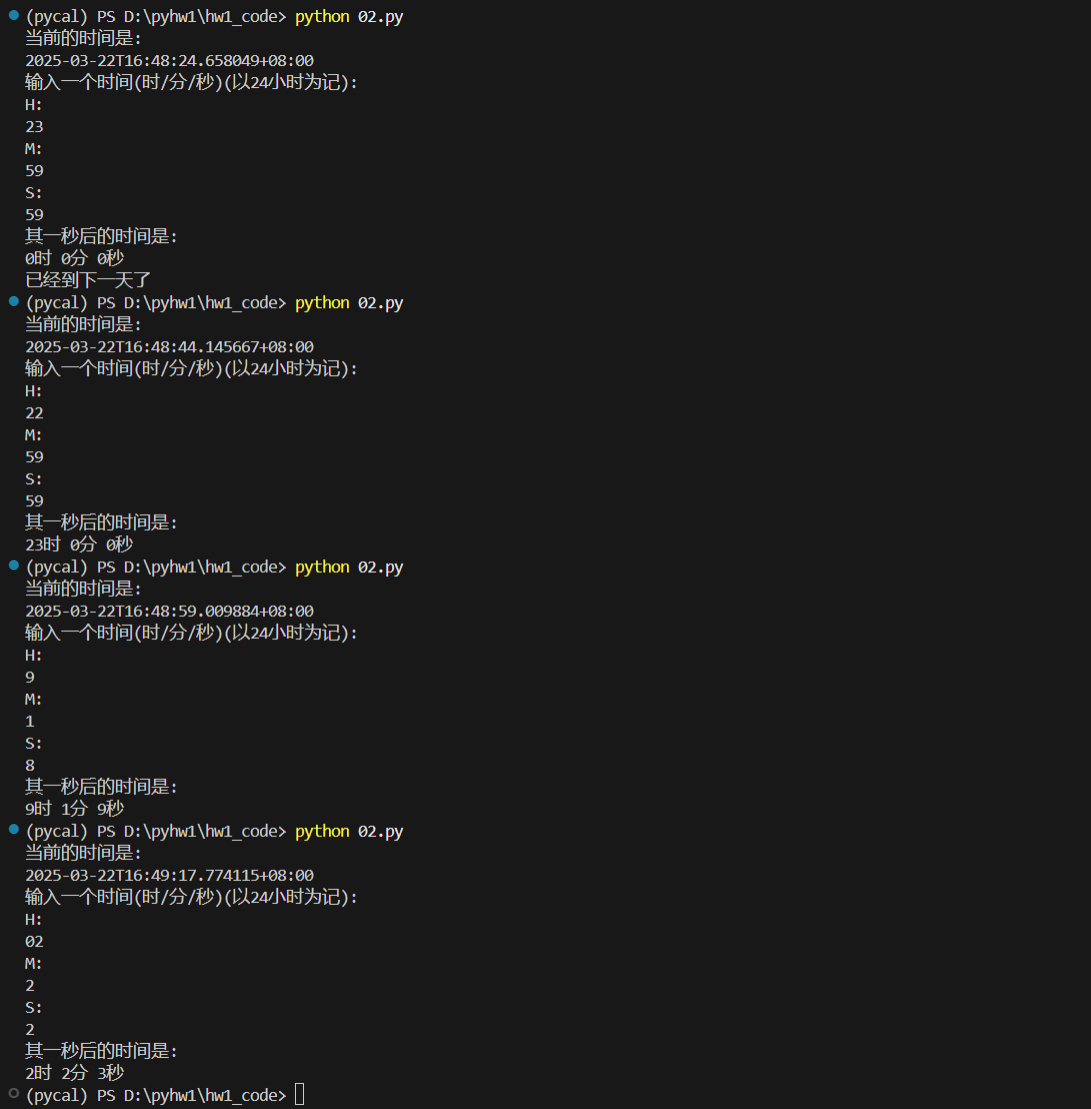 (pycal) PS D:\pyhw1\hw1_code> python 02.py
当前的时间是:
2025-03-22T16:48:24.658049+08:00
输入一个时间(时/分/秒)(以24小时为记):
H:
23
M:
59
S:
59
其一秒后的时间是:
0时 0分 0秒
已经到下一天了
(pycal) PS D:\pyhw1\hw1_code> python 02.py
当前的时间是:
2025-03-22T16:48:44.145667+08:00
输入一个时间(时/分/秒)(以24小时为记):
H:
22
M:
59
S:
59
其一秒后的时间是:
23时 0分 0秒
(pycal) PS D:\pyhw1\hw1_code> python 02.py
当前的时间是:
2025-03-22T16:48:59.009884+08:00
输入一个时间(时/分/秒)(以24小时为记):
H:
9
M:
1
S:
8
其一秒后的时间是:
9时 1分 9秒
(pycal) PS D:\pyhw1\hw1_code> python 02.py
当前的时间是:
2025-03-22T16:49:17.774115+08:00
输入一个时间(时/分/秒)(以24小时为记):
H:
02
M:
2
S:
2
其一秒后的时间是:
2时 2分 3秒
(pycal) PS D:\pyhw1\hw1_code>